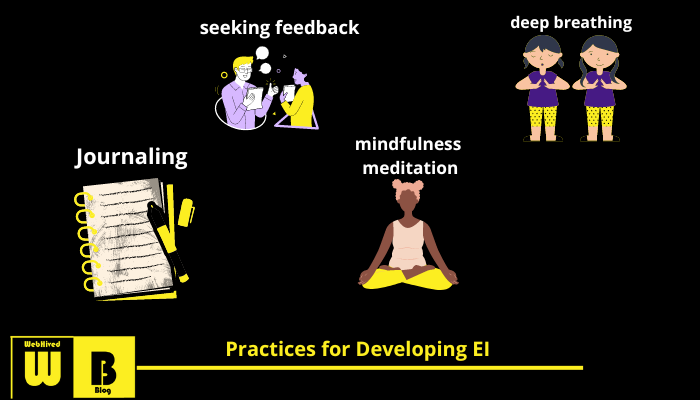 seeking feedback
deep breathing
Journaling
mindfulness
meditation
Practices for Developing EI
WebHived
W
B
Blog